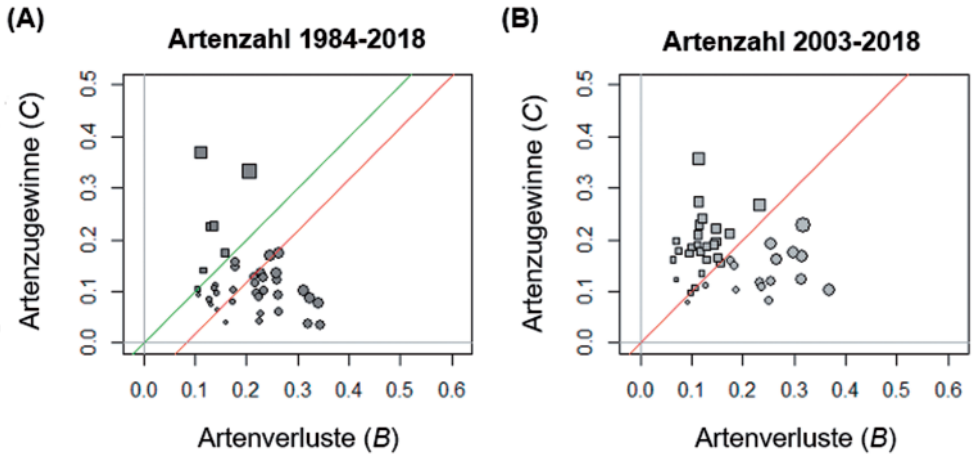 (A)
Artenzahl 1984-2018
Artenzugewinne (C)
0.5
0.4
0.3
0.2
0.1
0.0
0.0 0.1 0.2 0.3 0.4 0.5 0.6
Artenverluste (B)
(B)
Artenzahl 2003-2018
Artenzugewinne (C)
0.5
0.4
0.3
0.2
0.1
0.0
0.0 0.1 0.2 0.3 0.4 0.5 0.6
Artenverluste (B)